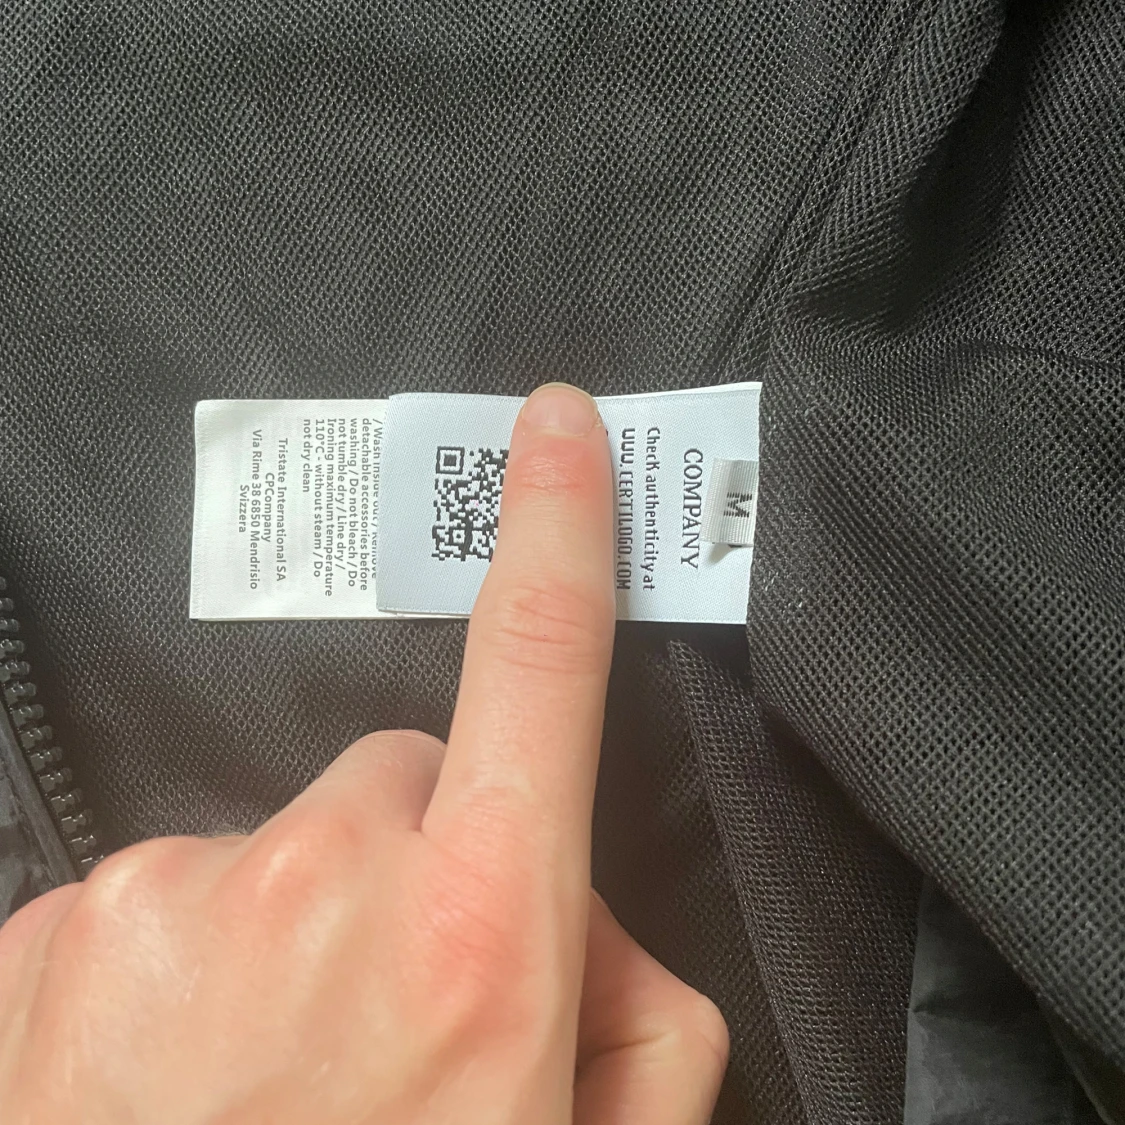 M
COMPANY
Check authenticity at
WWW.CERTILOGO.COM
/ Wash inside out / Remove
detachable accessories before
washing / Do not bleach / Do
not tumble dry / Line dry /
Ironing maximum temperature
110°C - without steam / Do
not dry clean
Tristate International SA
CPCompany
Via Rime 38 6850 Mendrisio
Svizzera